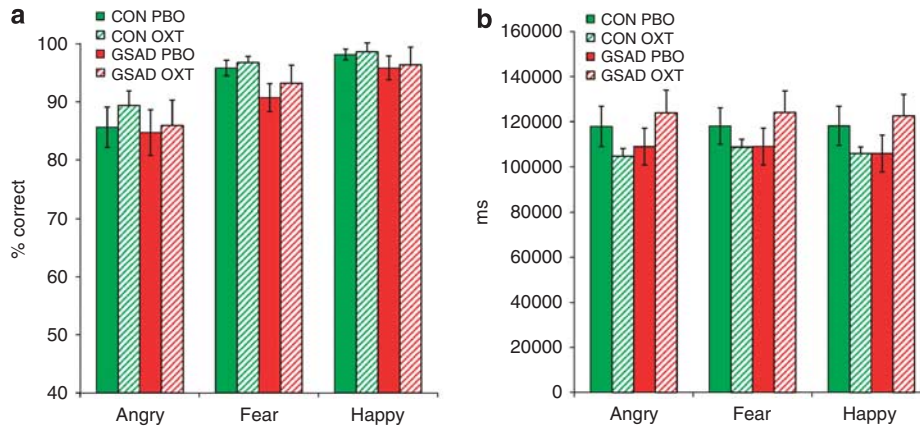 a
CON PBO
CON OXT
GSAD PBO
GSAD OXT
% correct
100
90
80
70
60
50
40
Angry Fear Happy
b
CON PBO
CON OXT
GSAD PBO
GSAD OXT
ms
160000
140000
120000
100000
80000
60000
40000
20000
0
Angry Fear Happy